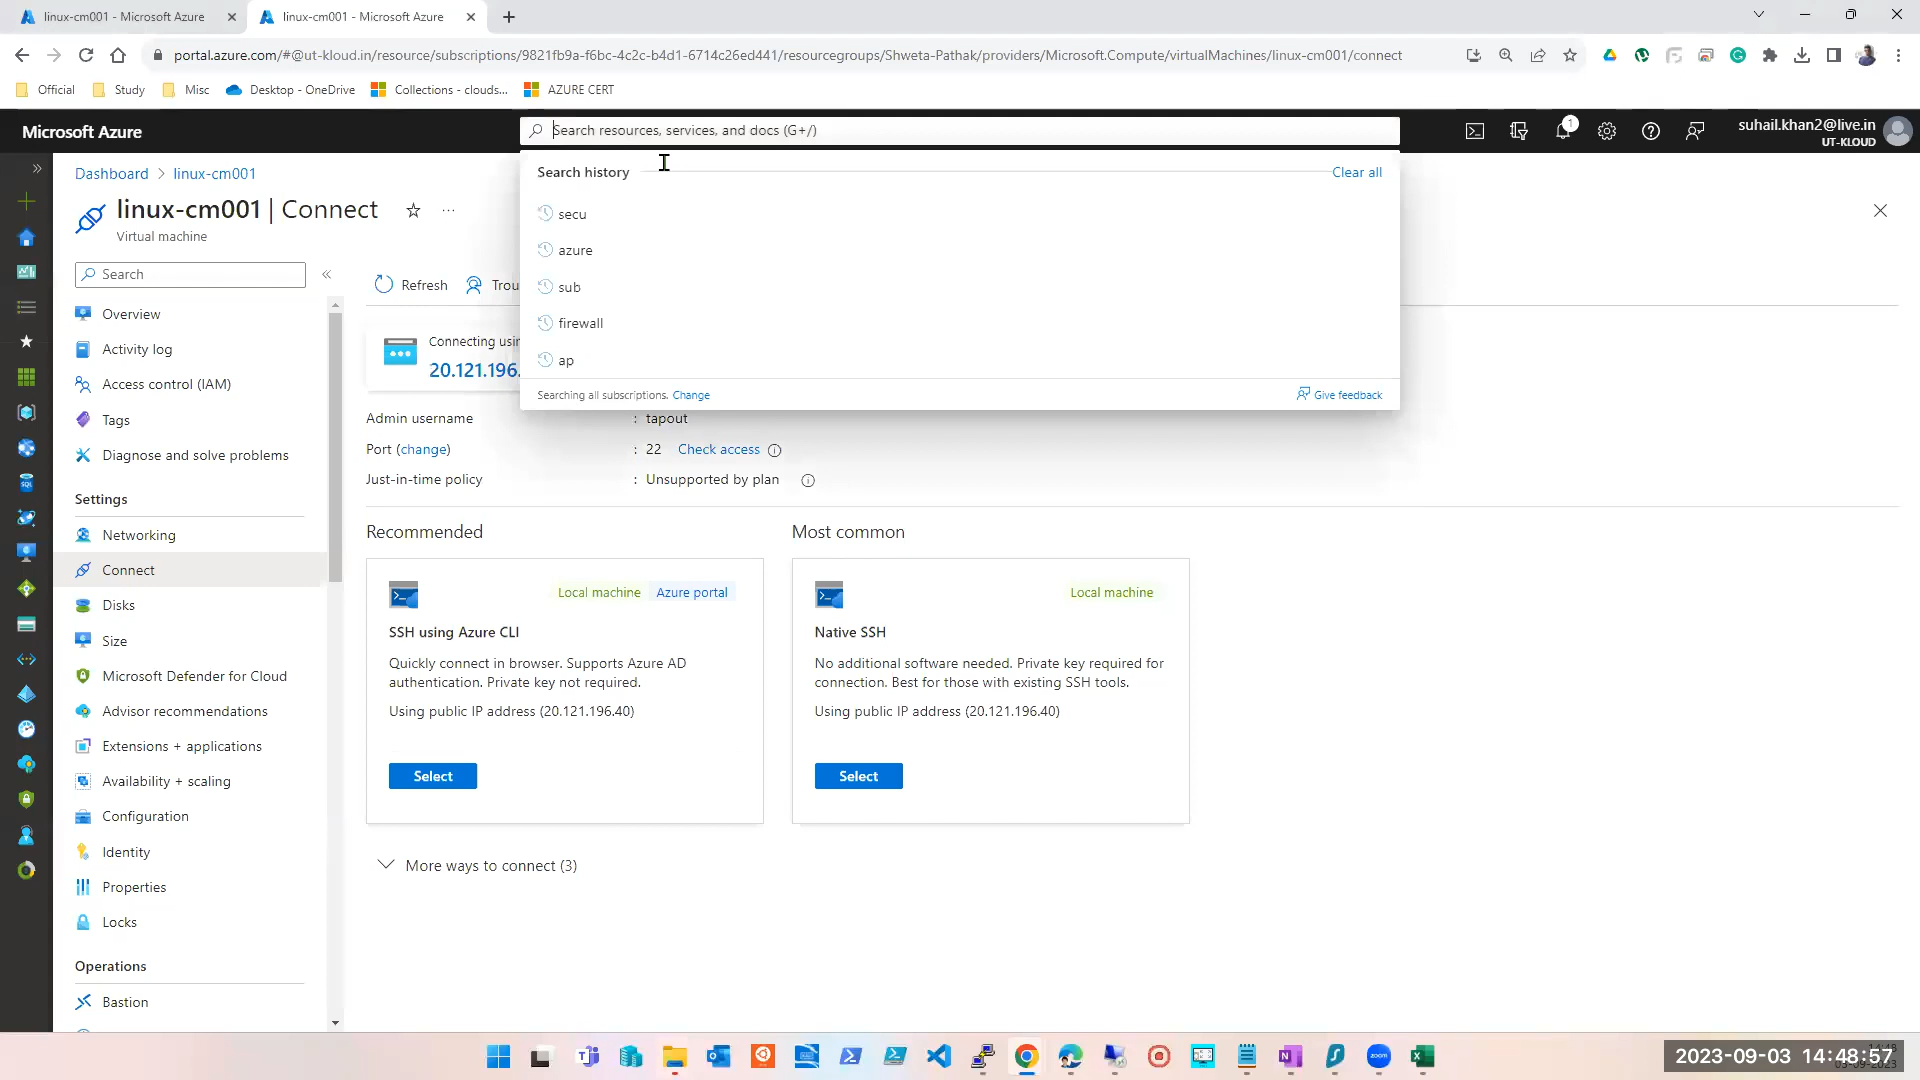 linux-cm001 - Microsoft Azure
linux-cm001 - Microsoft Azure
portal.azure.com/#@ut-kloud.in/resource/subscriptions/9821fb9a-f6bc-4c2c-b4d1-6714c26ed441/resourcegroups/Shweta-Pathak/providers/Microsoft.Compute/virtualMachines/linux-cm001/connect
Official
Study
Misc
Desktop - OneDrive
Collections - clouds...
AZURE CERT
Microsoft Azure
Search resources, services, and docs (G+/)
1
suhail.khan2@live.in
UT-KLOUD
Search history
Clear all
secu
azure
sub
firewall
ap
Searching all subscriptions. Change
Give feedback
Dashboard > linux-cm001
linux-cm001 | Connect
Virtual machine
Search
Overview
Activity log
Access control (IAM)
Tags
Diagnose and solve problems
Settings
Networking
Connect
Disks
Size
Microsoft Defender for Cloud
Advisor recommendations
Extensions + applications
Availability + scaling
Configuration
Identity
Properties
Locks
Operations
Bastion
Refresh
Trou
Connecting usin
20.121.196.
Admin username : tapout
Port (change) : 22 Check access
Just-in-time policy : Unsupported by plan
Recommended
Local machine
Azure portal
SSH using Azure CLI
Quickly connect in browser. Supports Azure AD
authentication. Private key not required.
Using public IP address (20.121.196.40)
Select
Most common
Local machine
Native SSH
No additional software needed. Private key required for
connection. Best for those with existing SSH tools.
Using public IP address (20.121.196.40)
Select
More ways to connect (3)
zoom
2023-09-03 14:48:57